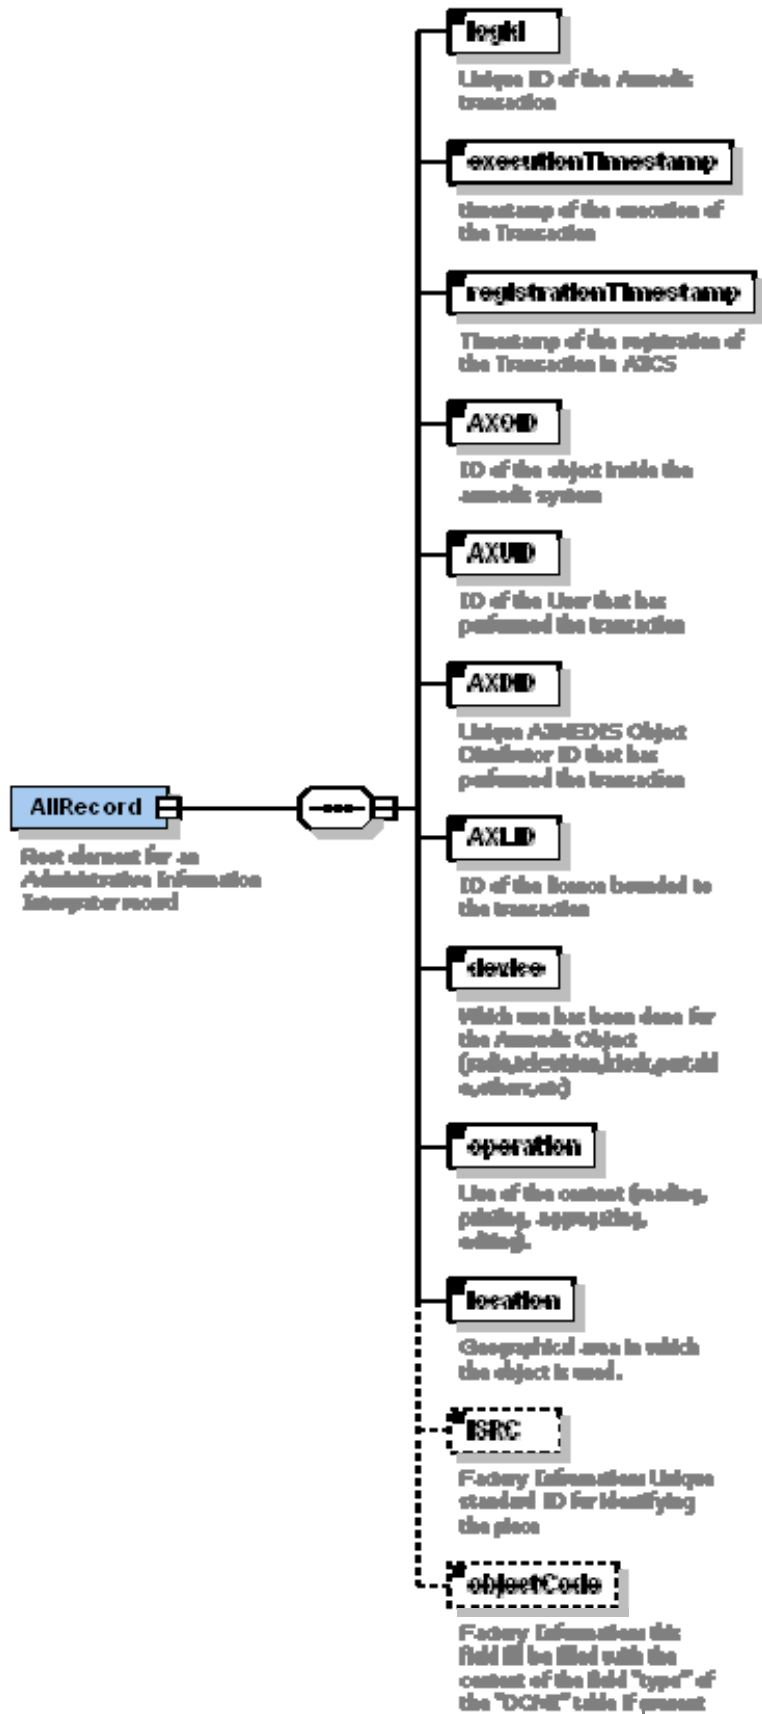 logId
Unique ID of the Axmedis
transaction
executionTimestamp
timestamp of the execution of
the Transaction
registrationTimestamp
Timestamp of the registration of
the Transaction in AXCS
AXOID
ID of the object inside the
axmedis system
AXUID
ID of the User that has
performed the transaction
AXDID
Unique AXMEDIS Object
Distributor ID that has
performed the transaction
AIIRecord
Root element for an
Administrative Information
Intergrator record
AXLID
ID of the licence bounded to
the transaction
device
Which use has been done for
the Axmedis Object
(radio,television,kiosk,portabl
e,others,etc)
operation
Use of the content (reading,
printing, aggregating,
editing).
location
Geographical area in which
the object is used.
ISRC
Factory Information: Unique
standard ID for identifying
the piece
objectCode
Factory Information: this
field ill be filled with the
content of the field "type" of
the "DCMI" table if present